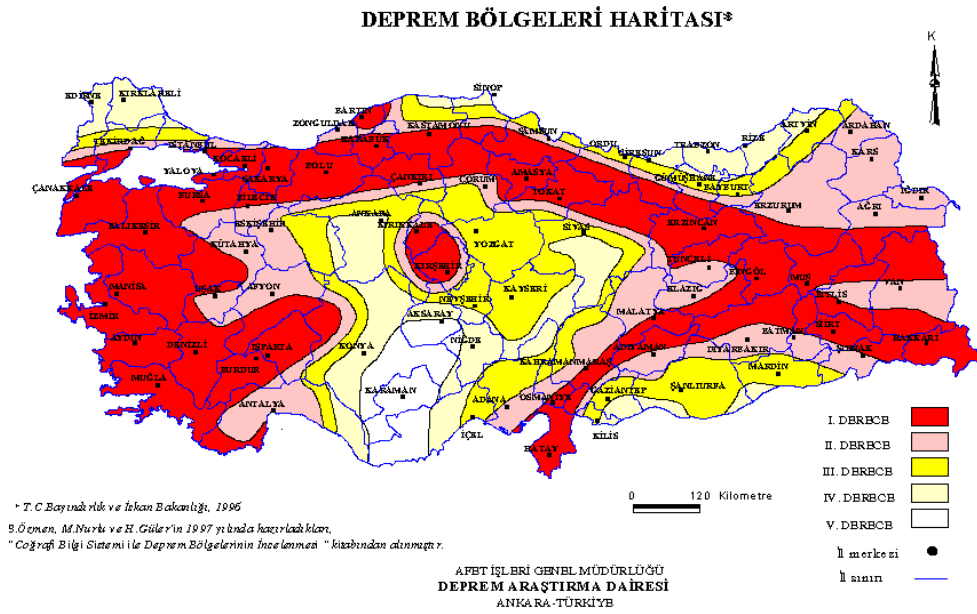 DEPREM BÖLGELERİ HARİTASI*
K
SİNOP
EDİRNE
KIRKLARELİ
BARTIN
ZONGULDAK
KASTAMONU
KARABÜK
SAMSUN
ORDU
GİRESUN
TRABZON
RİZE
ARTVİN
ARDAHAN
KARS
TEKİRDAĞ
İSTANBUL
KOCAELİ
YALOVA
SAKARYA
BOLU
ÇANKIRI
ÇORUM
AMASYA
TOKAT
GÜMÜŞHANE
BAYBURT
ERZURUM
IĞDIR
AĞRI
ÇANAKKALE
BURSA
BİLECİK
ESKİŞEHİR
ANKARA
KIRIKKALE
YOZGAT
SİVAS
ERZİNCAN
BALIKESİR
KÜTAHYA
KIRŞEHİR
TUNCELİ
BİNGÖL
MUŞ
VAN
MANİSA
UŞAK
AFYON
NEVŞEHİR
KAYSERİ
ELAZIĞ
BİTLİS
İZMİR
AKSARAY
MALATYA
AYDIN
DENİZLİ
ISPARTA
KONYA
NİĞDE
KAHRAMANMARAŞ
ADIYAMAN
DİYARBAKIR
BATMAN
SİİRT
ŞIRNAK
HAKKARİ
MUĞLA
BURDUR
KARAMAN
GAZİANTEP
ŞANLIURFA
MARDİN
ANTALYA
ADANA
OSMANİYE
İÇEL
KİLİS
HATAY
I. DERECE
II. DERECE
III. DERECE
IV. DERECE
V. DERECE
İl merkezi
İl sınırı
0 120 Kilometre
* T.C.Bayındırlık ve İskan Bakanlığı, 1996
B.Özmen, M.Nurlu ve H.Güler'in 1997 yılında hazırladıkları,
"Coğrafi Bilgi Sistemi ile Deprem Bölgelerinin İncelenmesi " kitabından alınmıştır.
AFET İŞLERİ GENEL MÜDÜRLÜĞÜ
DEPREM ARAŞTIRMA DAİRESİ
ANKARA-TÜRKİYE